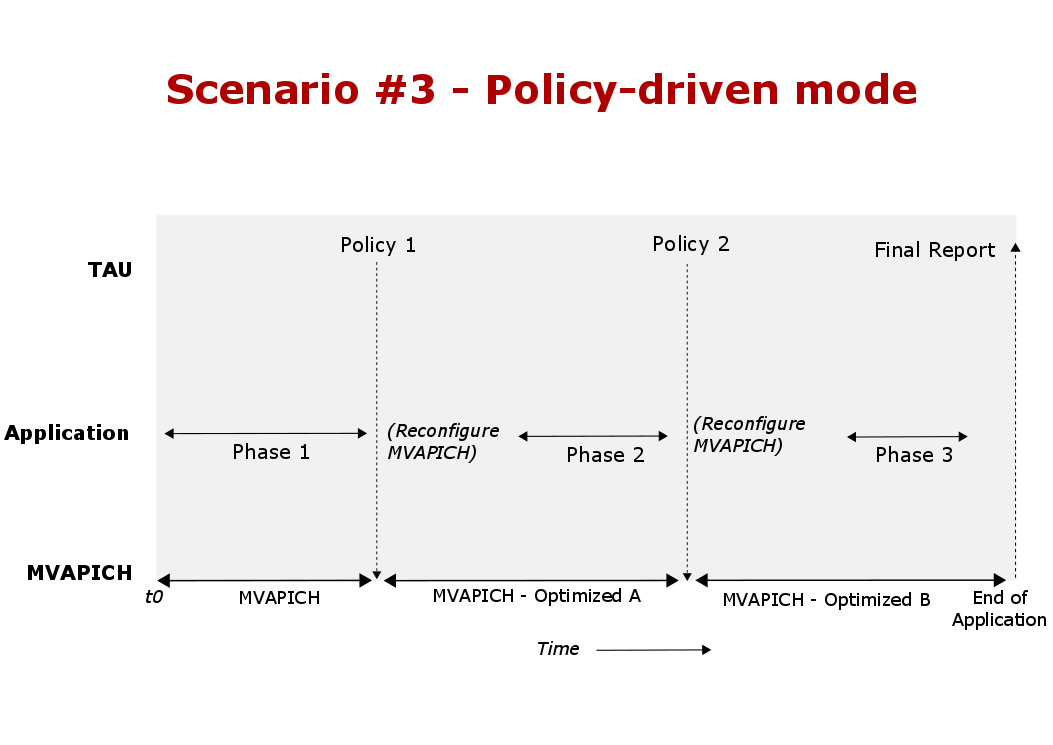 Scenario #3 - Policy-driven mode
Policy 1
Policy 2
Final Report
TAU
Application
Phase 1
(Reconfigure
MVAPICH)
Phase 2
(Reconfigure
MVAPICH)
Phase 3
MVAPICH
t0
MVAPICH
MVAPICH - Optimized A
MVAPICH - Optimized B
End of
Application
Time